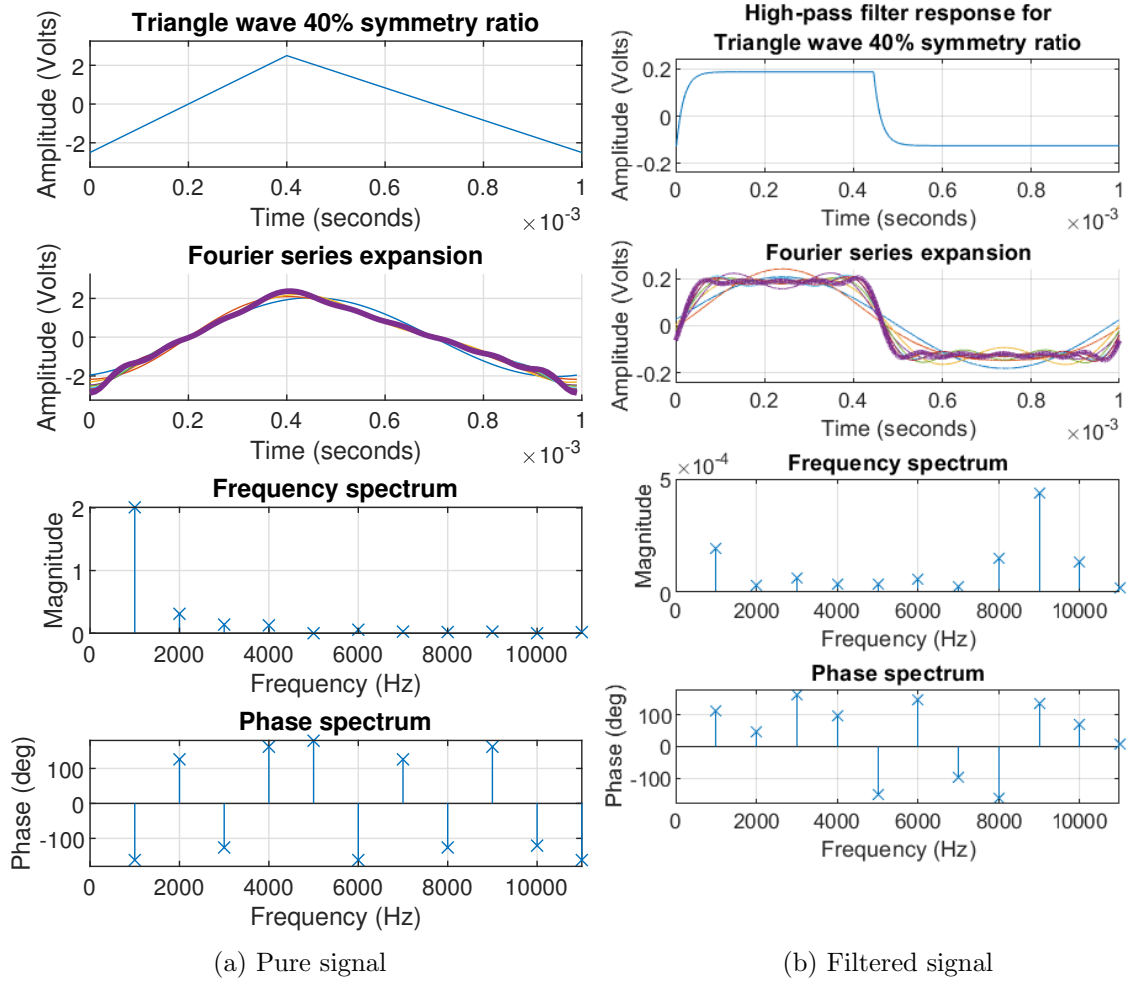 Triangle wave 40% symmetry ratio
Amplitude (Volts)
2
0
-2
0 0.2 0.4 0.6 0.8 1
Time (seconds)
×10⁻³
Fourier series expansion
Amplitude (Volts)
2
0
-2
0 0.2 0.4 0.6 0.8 1
Time (seconds)
×10⁻³
Frequency spectrum
Magnitude
2
1
0
0 2000 4000 6000 8000 10000
Frequency (Hz)
Phase spectrum
Phase (deg)
100
0
-100
0 2000 4000 6000 8000 10000
Frequency (Hz)
(a) Pure signal
High-pass filter response for
Triangle wave 40% symmetry ratio
Amplitude (Volts)
0.2
0
-0.2
0 0.2 0.4 0.6 0.8 1
Time (seconds)
×10⁻³
Fourier series expansion
Amplitude (Volts)
0.2
0
-0.2
0 0.2 0.4 0.6 0.8 1
Time (seconds)
×10⁻³
Frequency spectrum
×10⁻⁴
Magnitude
5
0
0 2000 4000 6000 8000 10000
Frequency (Hz)
Phase spectrum
Phase (deg)
100
0
-100
0 2000 4000 6000 8000 10000
Frequency (Hz)
(b) Filtered signal